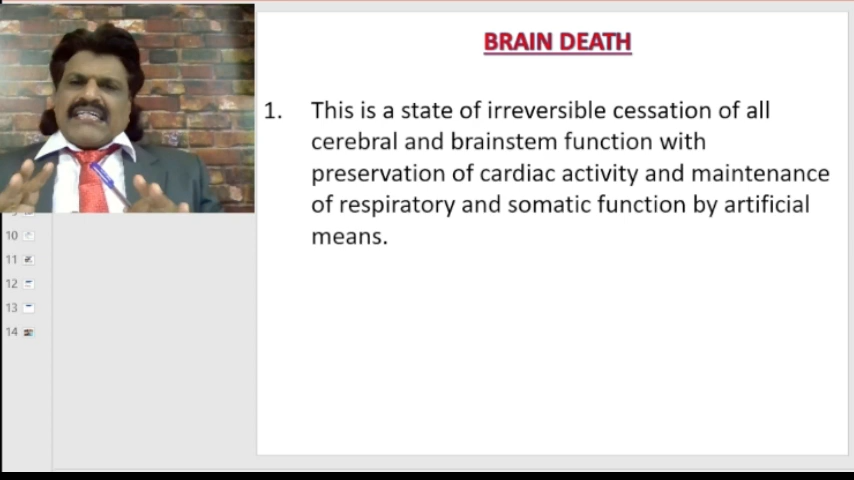 BRAIN DEATH
1. This is a state of irreversible cessation of all
cerebral and brainstem function with
preservation of cardiac activity and maintenance
of respiratory and somatic function by artificial
means.
10
11
12
13
14